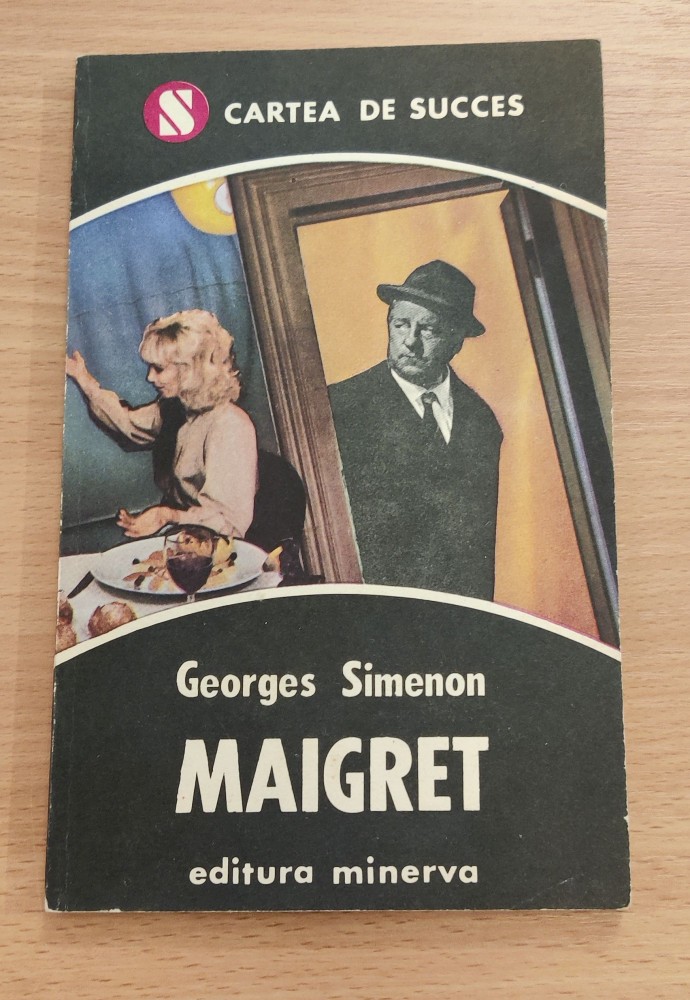 S CARTEA DE SUCCES
Georges Simenon
MAIGRET
editura minerva